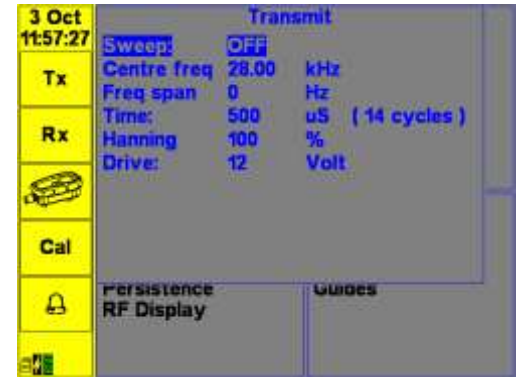 3 Oct
11:57:27
Tx
Rx
Cal
Transmit
Sweep: OFF
Centre freq 28.00 kHz
Freq span 0 Hz
Time: 500 uS ( 14 cycles )
Hanning 100 %
Drive: 12 Volt
Persistence
RF Display
Guides